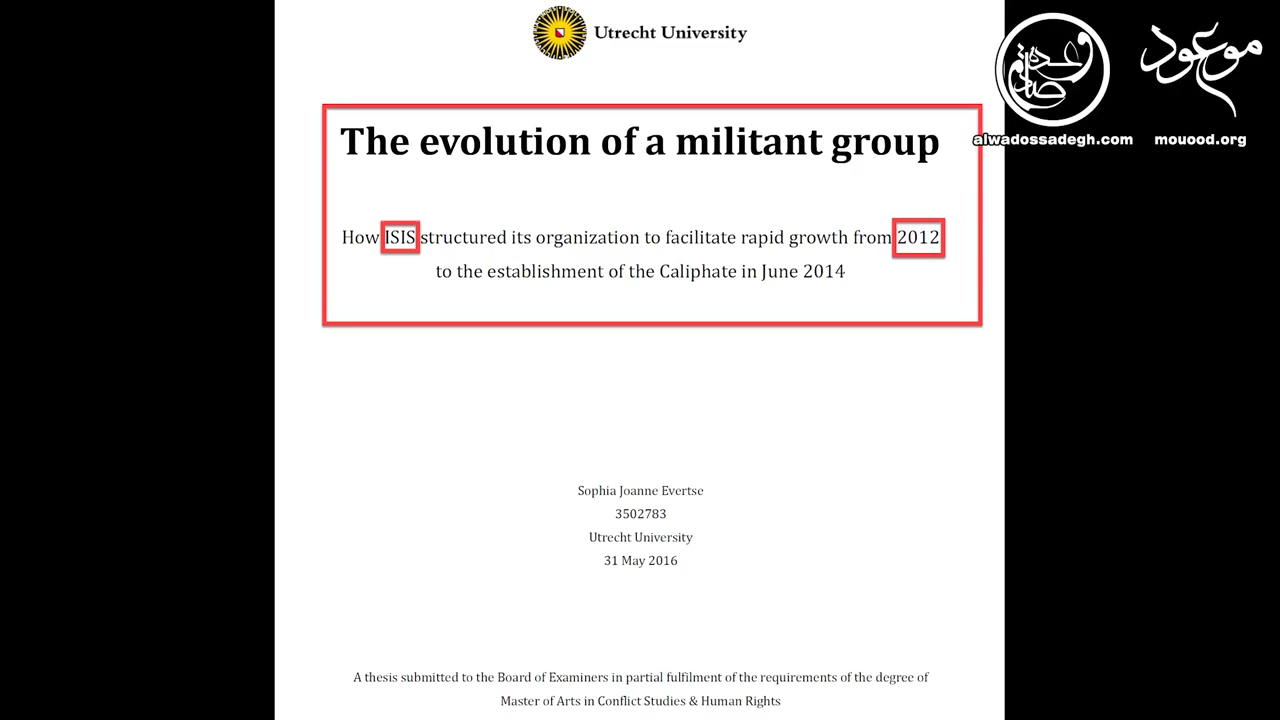 Utrecht University
وعده صادق
موعود
alwadossadegh.com
mouood.org
The evolution of a militant group
How ISIS structured its organization to facilitate rapid growth from 2012
to the establishment of the Caliphate in June 2014
Sophia Joanne Evertse
3502783
Utrecht University
31 May 2016
A thesis submitted to the Board of Examiners in partial fulfilment of the requirements of the degree of
Master of Arts in Conflict Studies & Human Rights